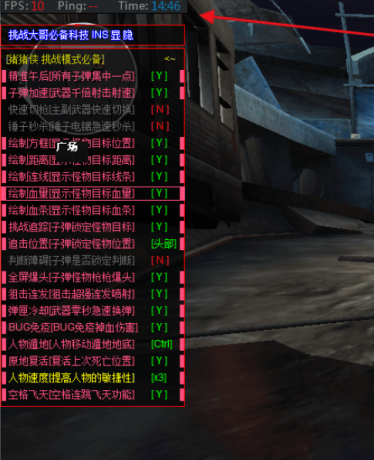 FPS: 10 Ping:-- Time: 14:46
挑战大哥必备科技 INS 显 隐
[猪猪侠 挑战模式必备] <~
精准午后[所有子弹集中一点] [ Y ]
子弹加速[武器千倍射击射速] [ Y ]
快速切枪[主副武器快速切换] [ N ]
锤子秒杀[锤子电锯急速秒杀] [ N ]
绘制方框[显示怪物目标位置] [ Y ]
广场
绘制距离[显示怪物目标距离] [ Y ]
绘制连线[显示怪物目标线条] [ Y ]
绘制血量[显示怪物目标血量] [ Y ]
绘制血条[显示怪物目标血条] [ Y ]
挑战追踪[子弹锁定怪物目标] [ Y ]
追击位置[子弹锁定怪物位置] [头部]
判断障碍[子弹是否锁定判断] [ N ]
全屏爆头[子弹怪物枪枪爆头] [ Y ]
狙击连发[狙击超强连发喷射] [ Y ]
弹匣冷却[武器零秒急速换弹] [ Y ]
BUG免疫[BUG免疫掉血伤害] [ Y ]
人物遁地[人物移动遁地地底] [Ctrl]
原地复活[复活上次死亡位置] [ Y ]
人物速度[提高人物的敏捷性] [x3]
空格飞天[空格连跳飞天功能] [ Y ]